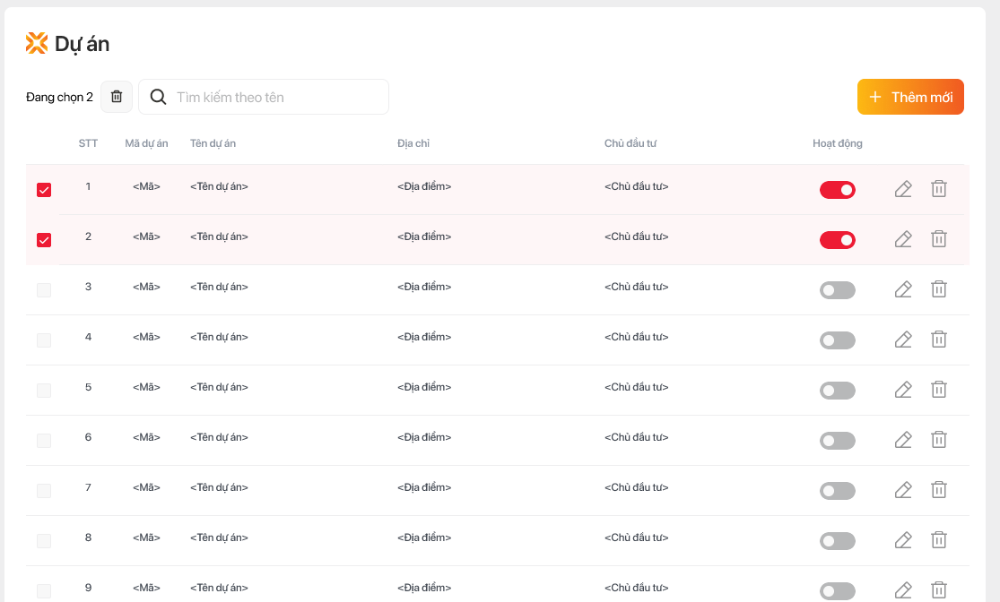 Dự án
Đang chọn 2 Tìm kiếm theo tên Thêm mới
STT Mã dự án Tên dự án Địa chỉ Chủ đầu tư Hoạt động
1 <Mã> <Tên dự án> <Địa điểm> <Chủ đầu tư>
2 <Mã> <Tên dự án> <Địa điểm> <Chủ đầu tư>
3 <Mã> <Tên dự án> <Địa điểm> <Chủ đầu tư>
4 <Mã> <Tên dự án> <Địa điểm> <Chủ đầu tư>
5 <Mã> <Tên dự án> <Địa điểm> <Chủ đầu tư>
6 <Mã> <Tên dự án> <Địa điểm> <Chủ đầu tư>
7 <Mã> <Tên dự án> <Địa điểm> <Chủ đầu tư>
8 <Mã> <Tên dự án> <Địa điểm> <Chủ đầu tư>
9 <Mã> <Tên dự án> <Địa điểm> <Chủ đầu tư>